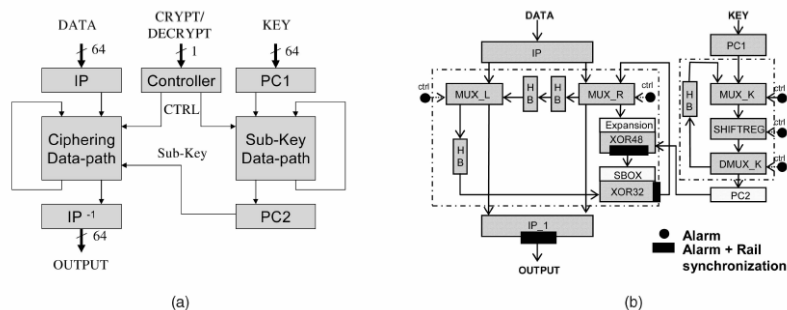 DATA
CRYPT/
DECRYPT
KEY
64
1
64
IP
Controller
PC1
CTRL
Ciphering
Data-path
Sub-Key
Data-path
Sub-Key
IP -1
PC2
64
OUTPUT
(a)
DATA
KEY
IP
PC1
ctrl
MUX_L
H
B
H
B
MUX_R
ctrl
H
B
MUX_K
ctrl
Expansion
XOR48
SHIFTREG
ctrl
H
B
SBOX
XOR32
DMUX_K
ctrl
PC2
IP_1
OUTPUT
Alarm
Alarm + Rail
synchronization
(b)